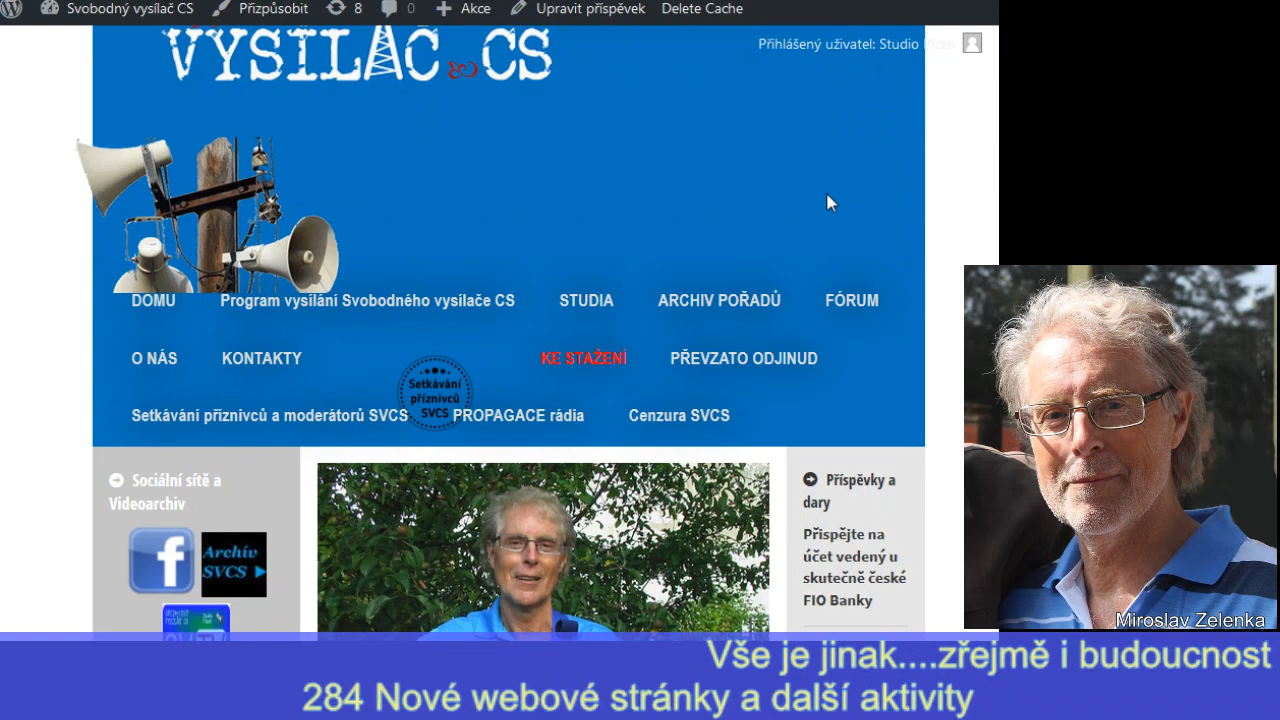 Svobodný vysílač CS Přizpůsobit 8 0 Akce Upravit příspěvek Delete Cache
Přihlášený uživatel: Studio Plzeň
VYSÍLAČ CS
DOMU Program vysílání Svobodného vysílače CS STUDIA ARCHIV POŘADŮ FÓRUM
O NÁS KONTAKTY KE STAŽENÍ PŘEVZATO ODJINUD
Setkávání
příznivců
SVCS
Setkávání příznivců a moderátorů SVCS PROPAGACE rádia Cenzura SVCS
Sociální sítě a
Videoarchiv
f
Archív
SVCS
Příspěvky a
dary
Přispějte na
účet vedený u
skutečně české
FIO Banky
Miroslav Zelenka
Vše je jinak....zřejmě i budoucnost
284 Nové webové stránky a další aktivity